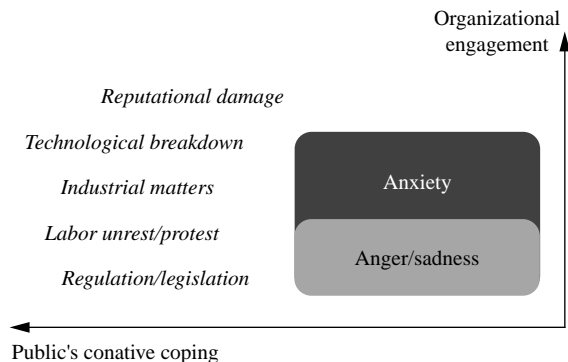 Organizational
engagement
Reputational damage
Technological breakdown
Industrial matters
Anxiety
Labor unrest/protest
Anger/sadness
Regulation/legislation
Public's conative coping